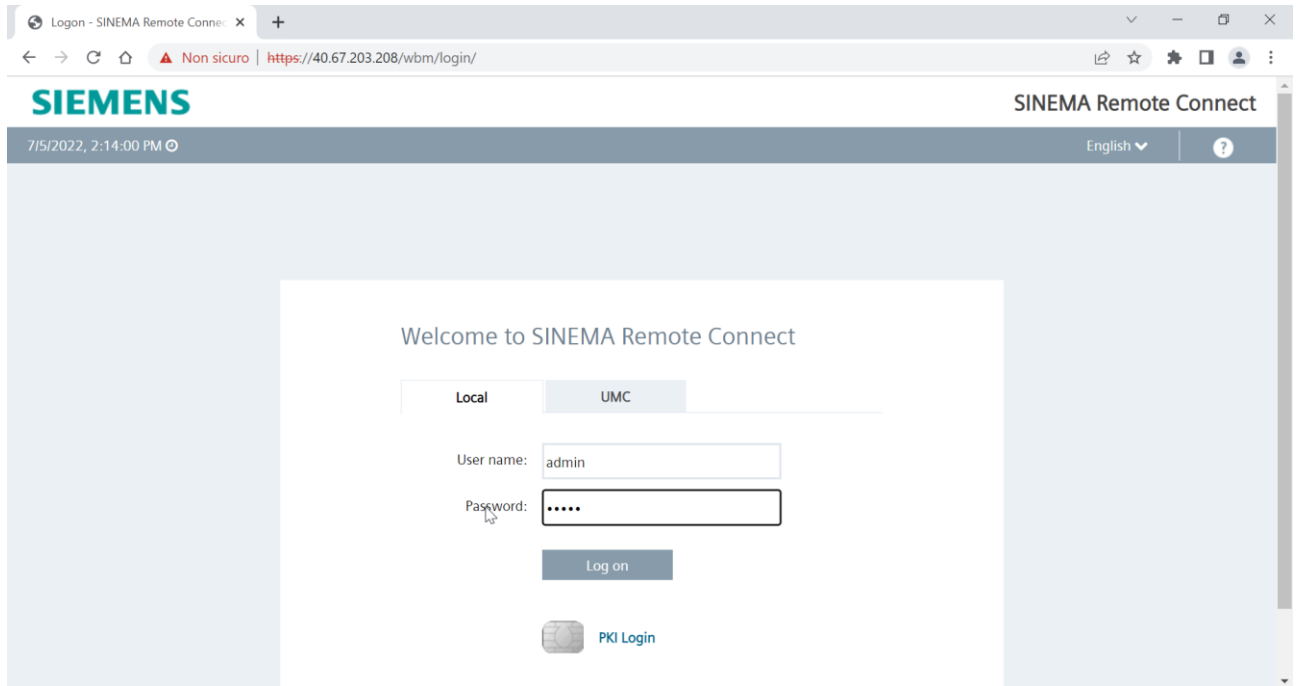 Logon - SINEMA Remote Connec
Non sicuro | https://40.67.203.208/wbm/login/
SIEMENS
SINEMA Remote Connect
7/5/2022, 2:14:00 PM
English
?
Welcome to SINEMA Remote Connect
Local UMC
User name: admin
Password: •••••
Log on
PKI Login